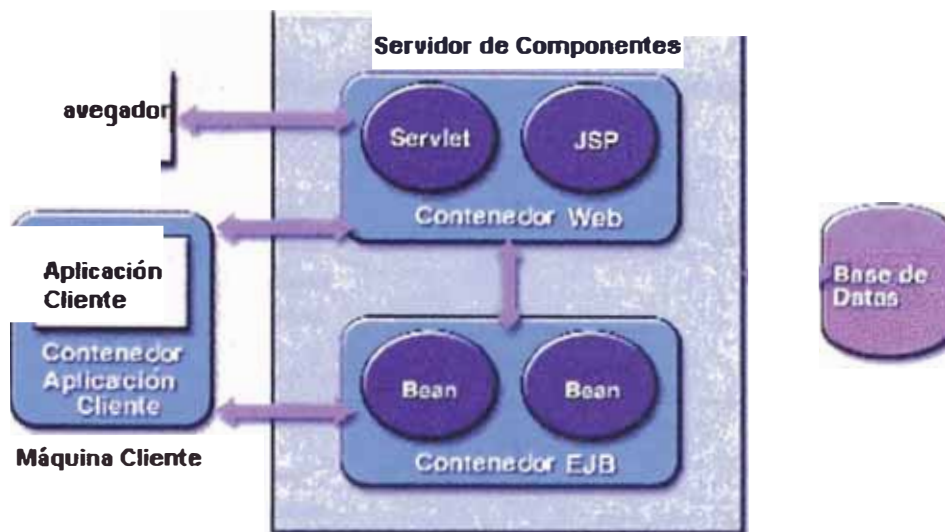 Servidor de Componentes
avegador
Servlet
JSP
Contenedor Web
Aplicación
Cliente
Contenedor
Aplicación
Cliente
Máquina Cliente
Bean
Bean
Contenedor EJB
Base de
Datos